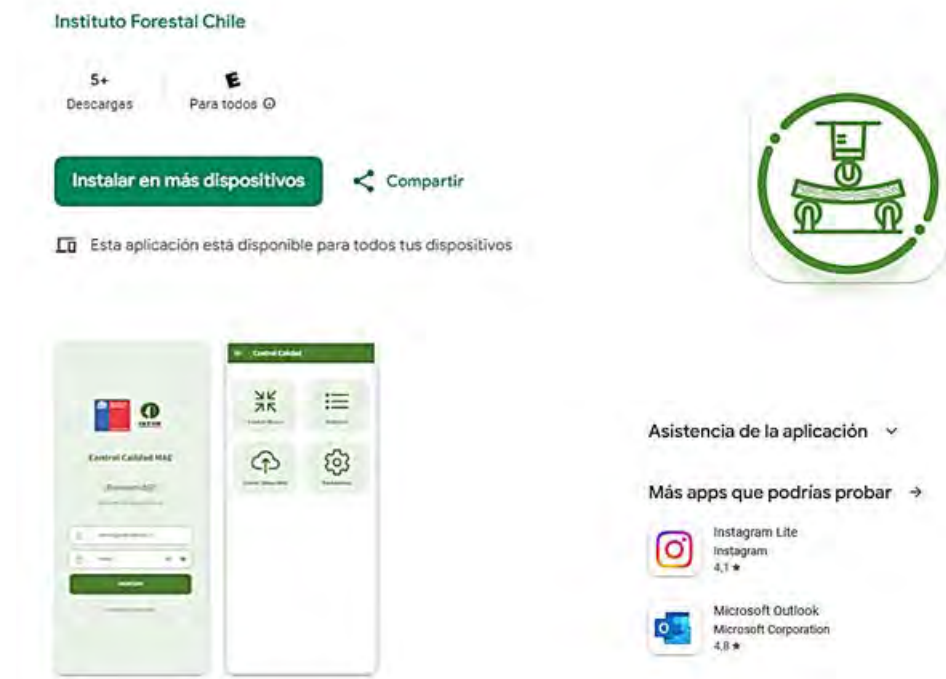 Instituto Forestal Chile
5+
Descargas
E
Para todos
Instalar en más dispositivos
Compartir
Esta aplicación está disponible para todos tus dispositivos
Control Calidad MAE
Control Calidad
Asistencia de la aplicación
Más apps que podrías probar
Instagram Lite
Instagram
4,1 ★
Microsoft Outlook
Microsoft Corporation
4,8 ★